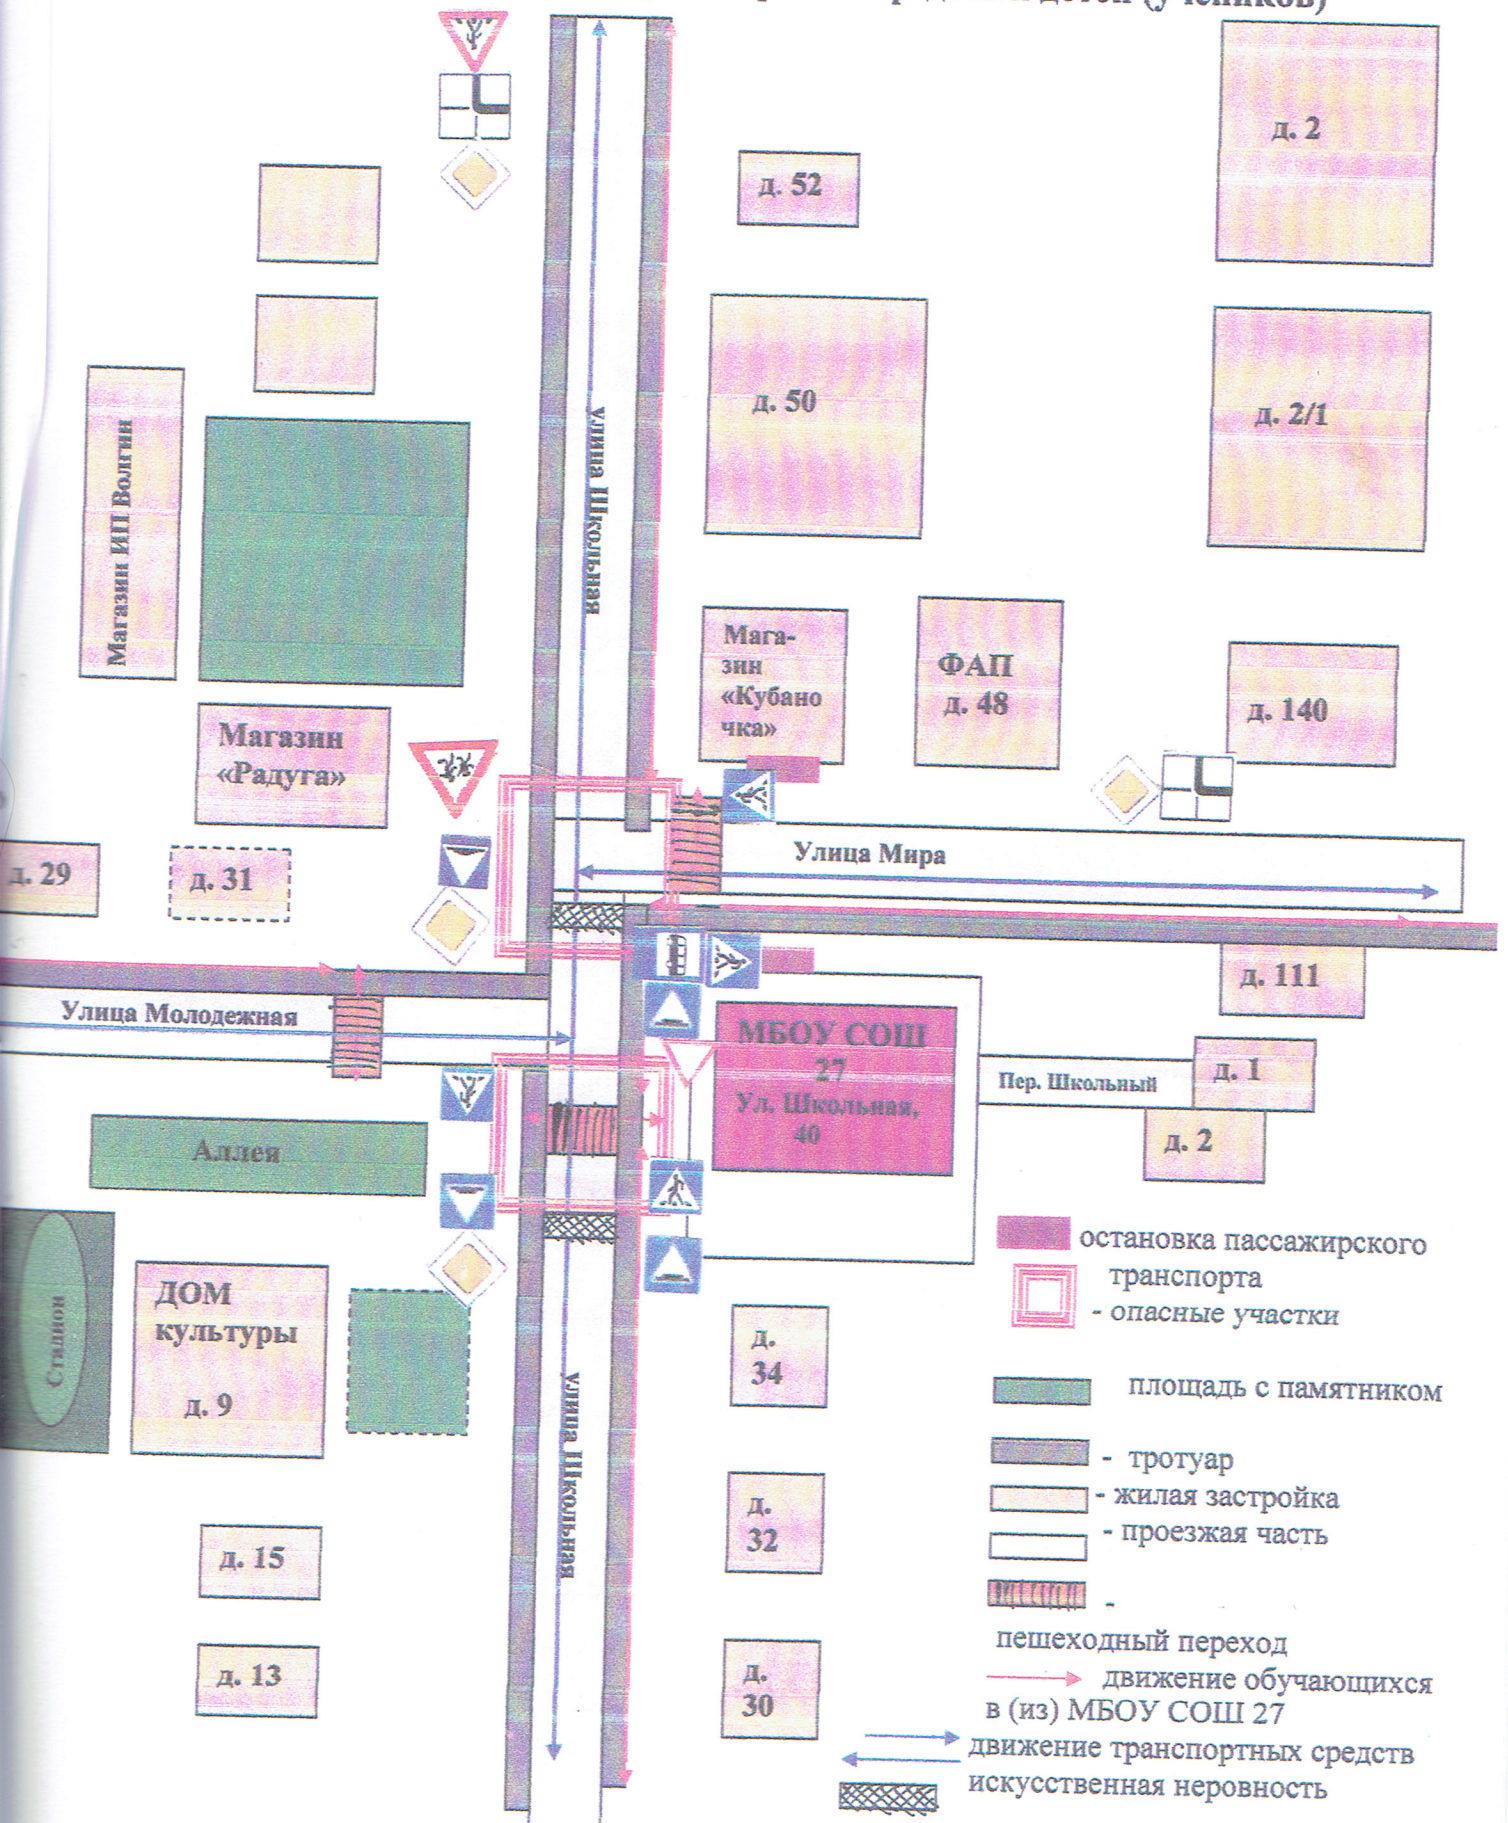 детей (учеников)
д. 2
д. 52
д. 50
д. 2/1
улица Школьная
Магазин ИП Волгин
Мага-
зин
«Кубано
чка»
ФАП
д. 48
д. 140
Магазин
«Радуга»
Улица Мира
д. 29
д. 31
д. 111
Улица Молодежная
МБОУ СОШ
27
Ул. Школьная,
40
Пер. Школьный
д. 1
д. 2
Аллея
Стадион
ДОМ
культуры
д. 9
улица Школьная
д.
34
д.
32
д.
30
д. 15
д. 13
остановка пассажирского
транспорта
- опасные участки
площадь с памятником
- тротуар
- жилая застройка
- проезжая часть
-
пешеходный переход
движение обучающихся
в (из) МБОУ СОШ 27
движение транспортных средств
искусственная неровность